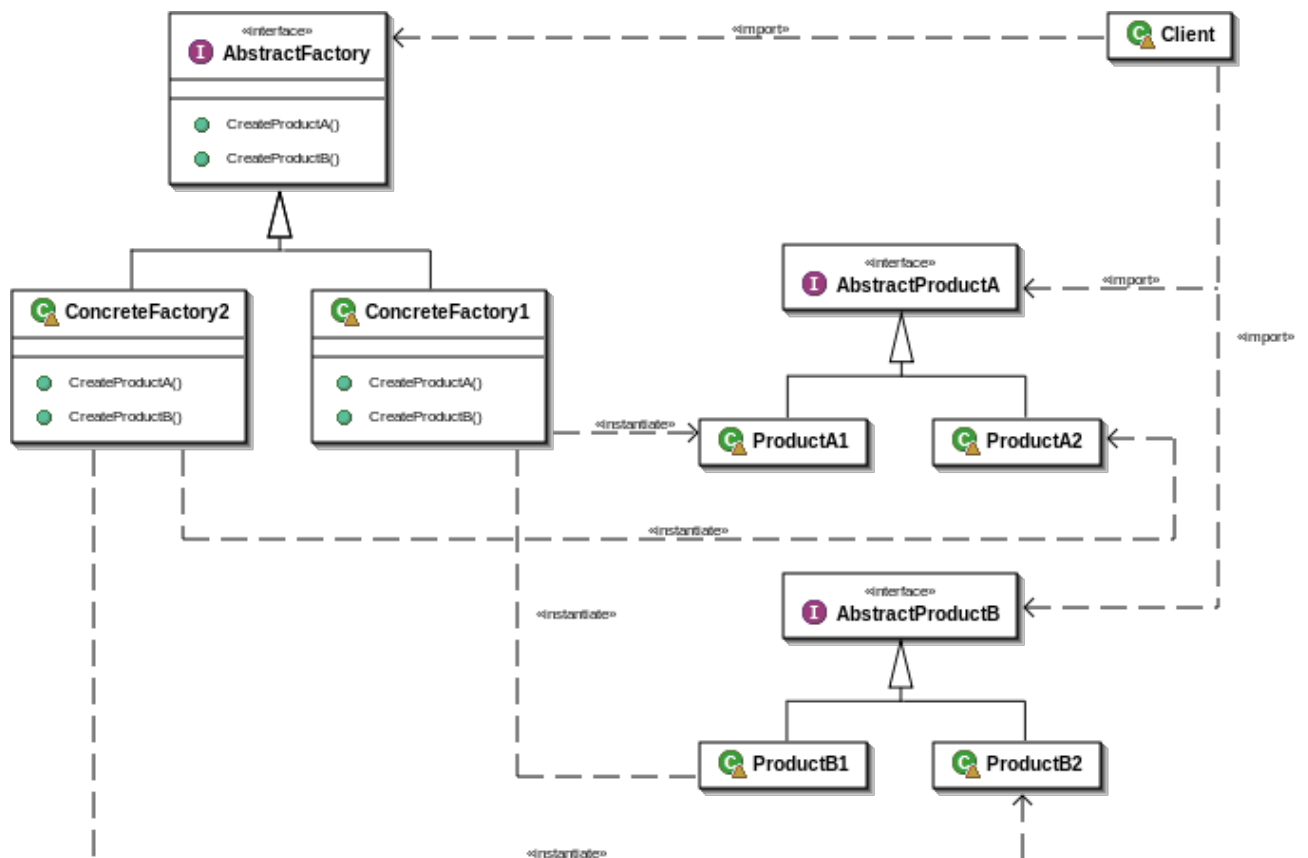 «interface»
AbstractFactory
CreateProductA()
CreateProductB()
«import»
Client
ConcreteFactory2
CreateProductA()
CreateProductB()
ConcreteFactory1
CreateProductA()
CreateProductB()
«interface»
AbstractProductA
«import»
«import»
«instantiate»
ProductA1
ProductA2
«instantiate»
«interface»
AbstractProductB
«instantiate»
ProductB1
ProductB2
«instantiate»